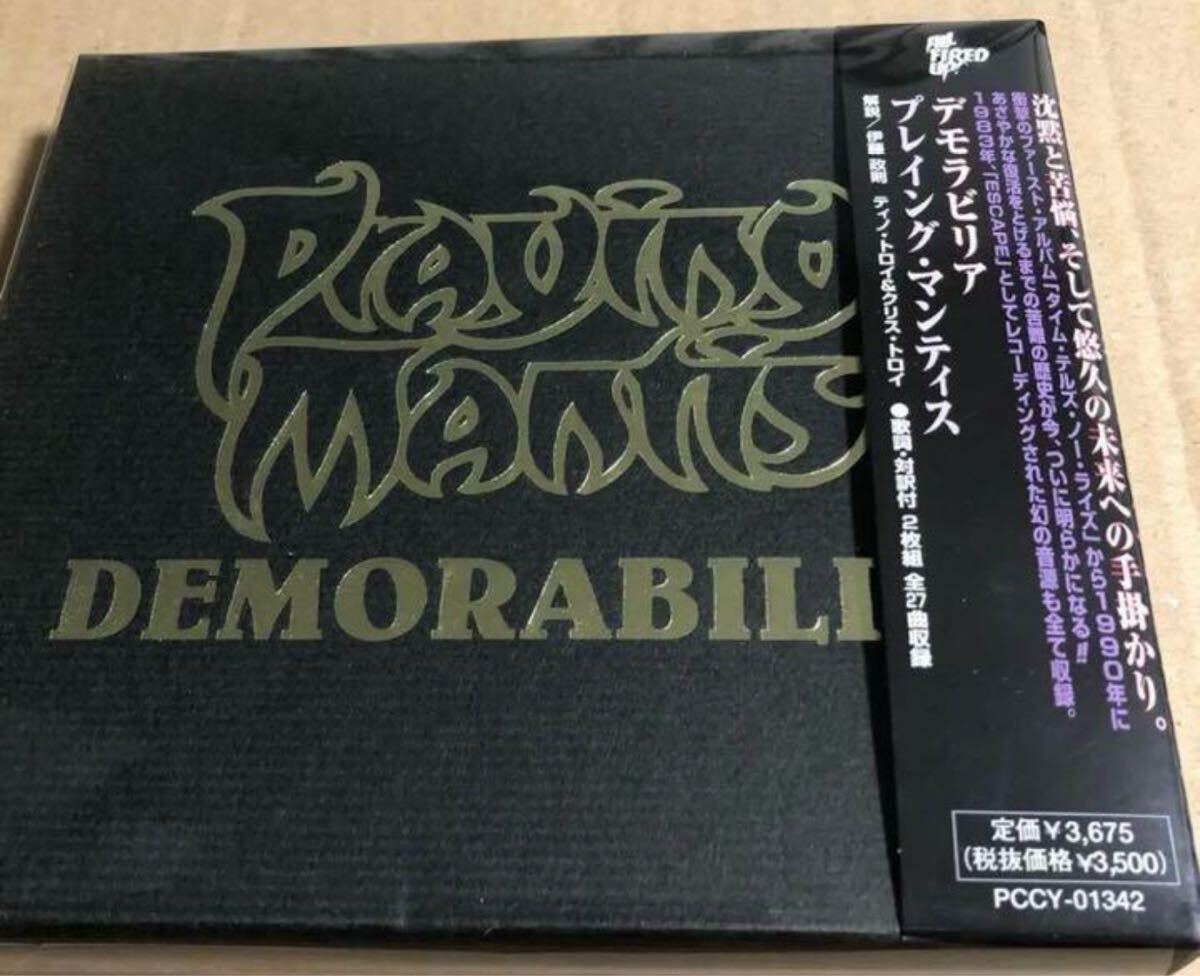 PRAYING
MANTIS
DEMORABILI
FEEL
FIRED
UP!
沈黙と苦悩、そして悠久の未来への手掛かり。
衝撃のファースト・アルバム「タイム・テルズ・ノー・ライズ」から1990年に
あざやかな復活をとげるまでの苦難の歴史が今、ついに明らかになる!!
1983年、「ESCAPE」としてレコーディングされた幻の音源も全て収録。
デモラビリア
プレイング・マンティス
解説/伊藤 政則 ティノ・トロイ&クリス・トロイ ●歌詞・対訳付 2枚組 全27曲収録
定価¥3,675
(税抜価格¥3,500)
PCCY-01342